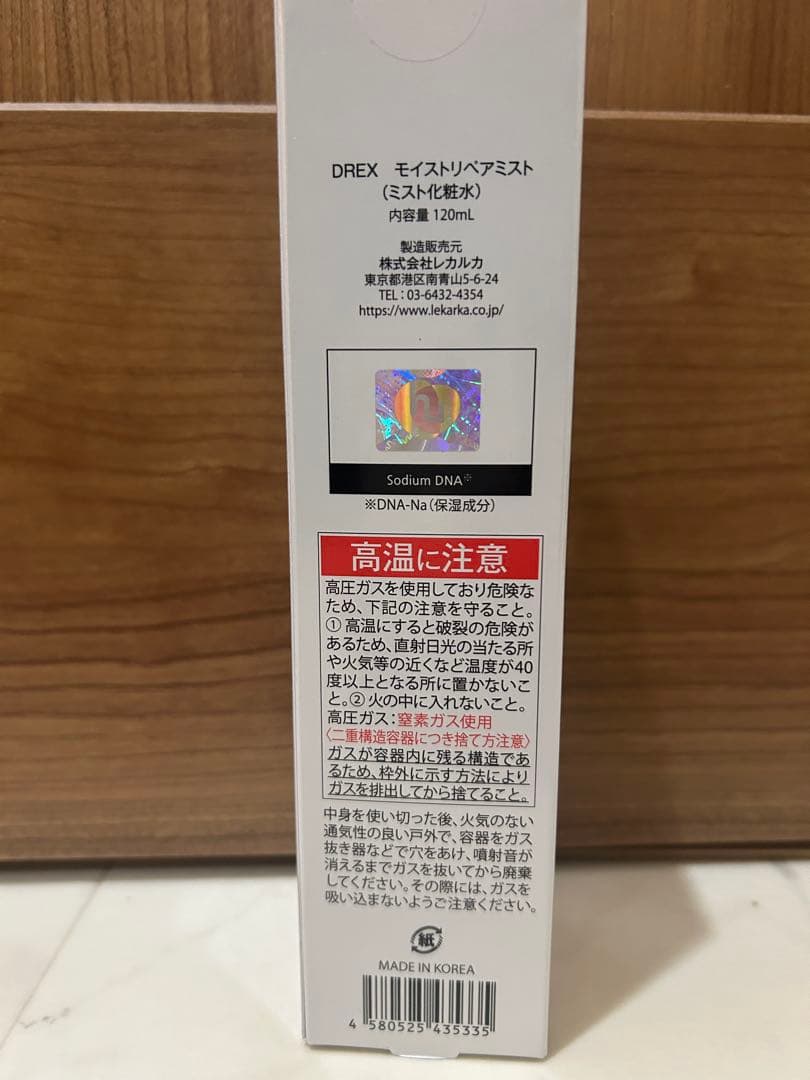 DREX モイストリペアミスト
（ミスト化粧水）
内容量 120mL
製造販売元
株式会社レカルカ
東京都港区南青山5-6-24
TEL：03-6432-4354
https://www.lekarka.co.jp/
Sodium DNA※
※DNA-Na（保湿成分）
高温に注意
高圧ガスを使用しており危険な
ため、下記の注意を守ること。
① 高温にすると破裂の危険が
あるため、直射日光の当たる所
や火気等の近くなど温度が40
度以上となる所に置かないこ
と。② 火の中に入れないこと。
高圧ガス：窒素ガス使用
〈二重構造容器につき捨て方注意〉
ガスが容器内に残る構造であ
るため、枠外に示す方法により
ガスを排出してから捨てること。
中身を使い切った後、火気のない
通気性の良い戸外で、容器をガス
抜き器などで穴をあけ、噴射音が
消えるまでガスを抜いてから廃棄
してください。その際には、ガスを
吸い込まないようご注意ください。
紙
MADE IN KOREA
4 580525 435335